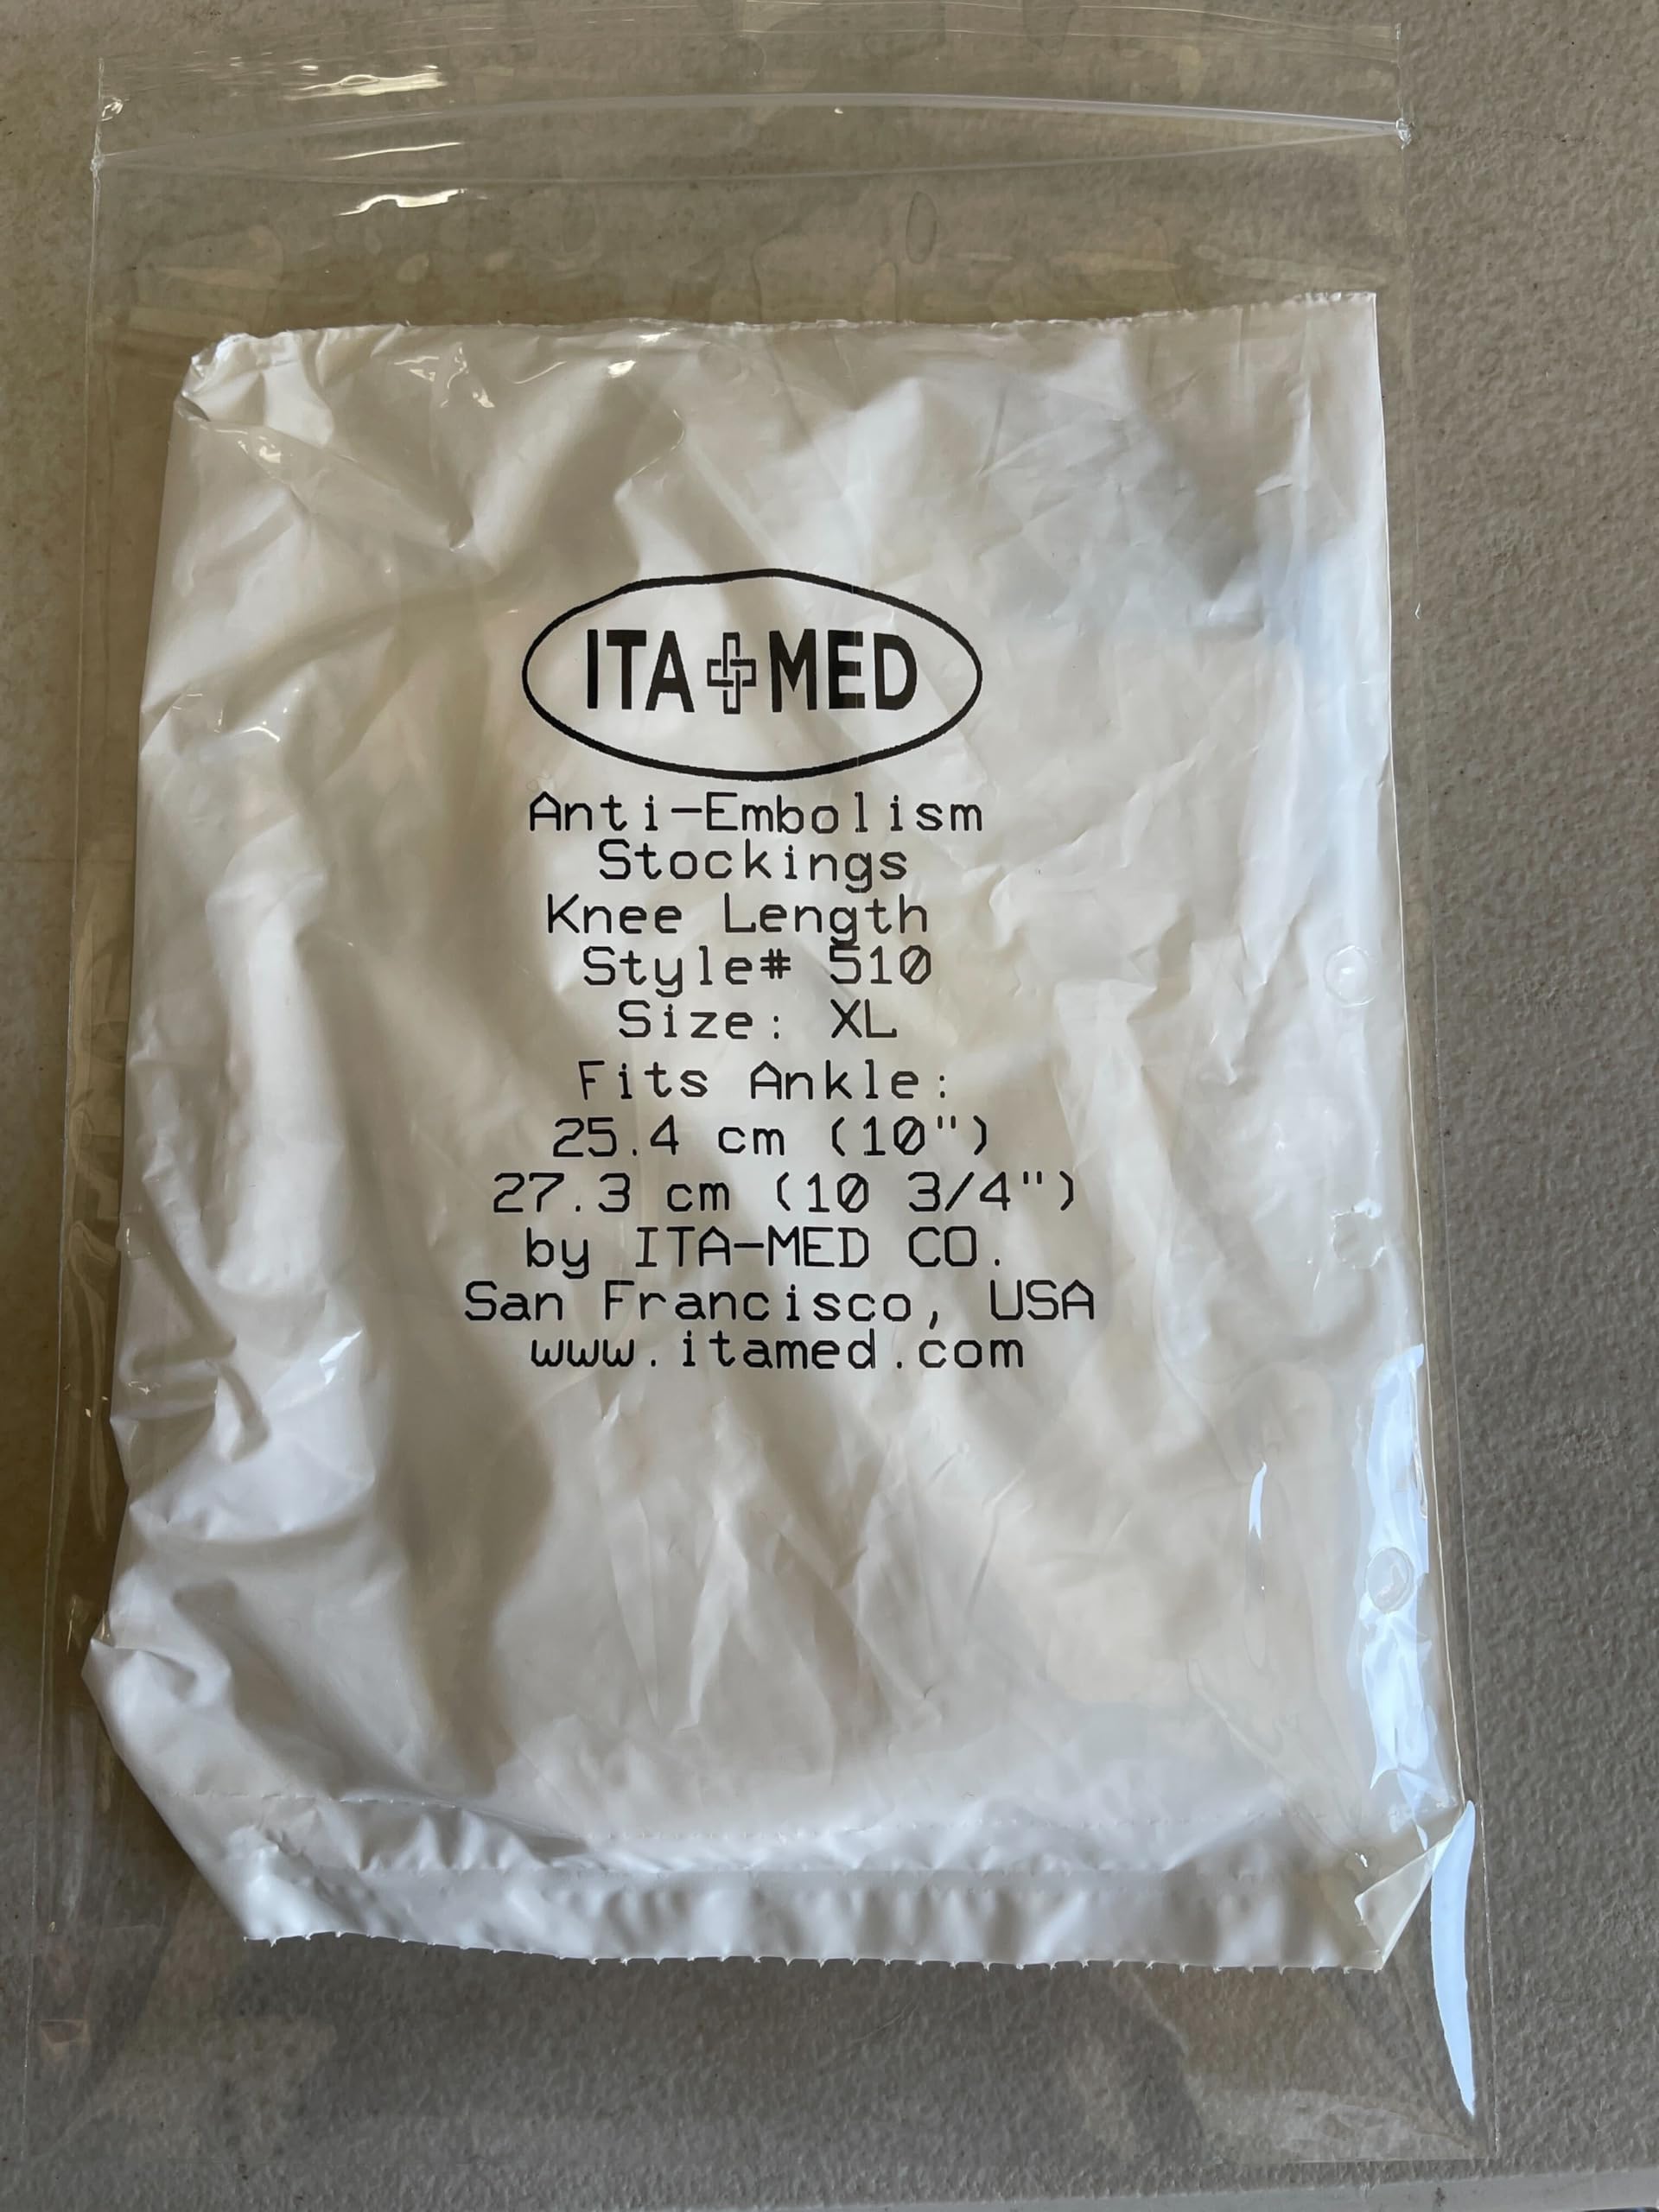 ITA MED
Anti-Embolism
Stockings
Knee Length
Style# 510
Size: XL
Fits Ankle:
25.4 cm (10")
27.3 cm (10 3/4")
by ITA-MED CO.
San Francisco, USA
www.itamed.com